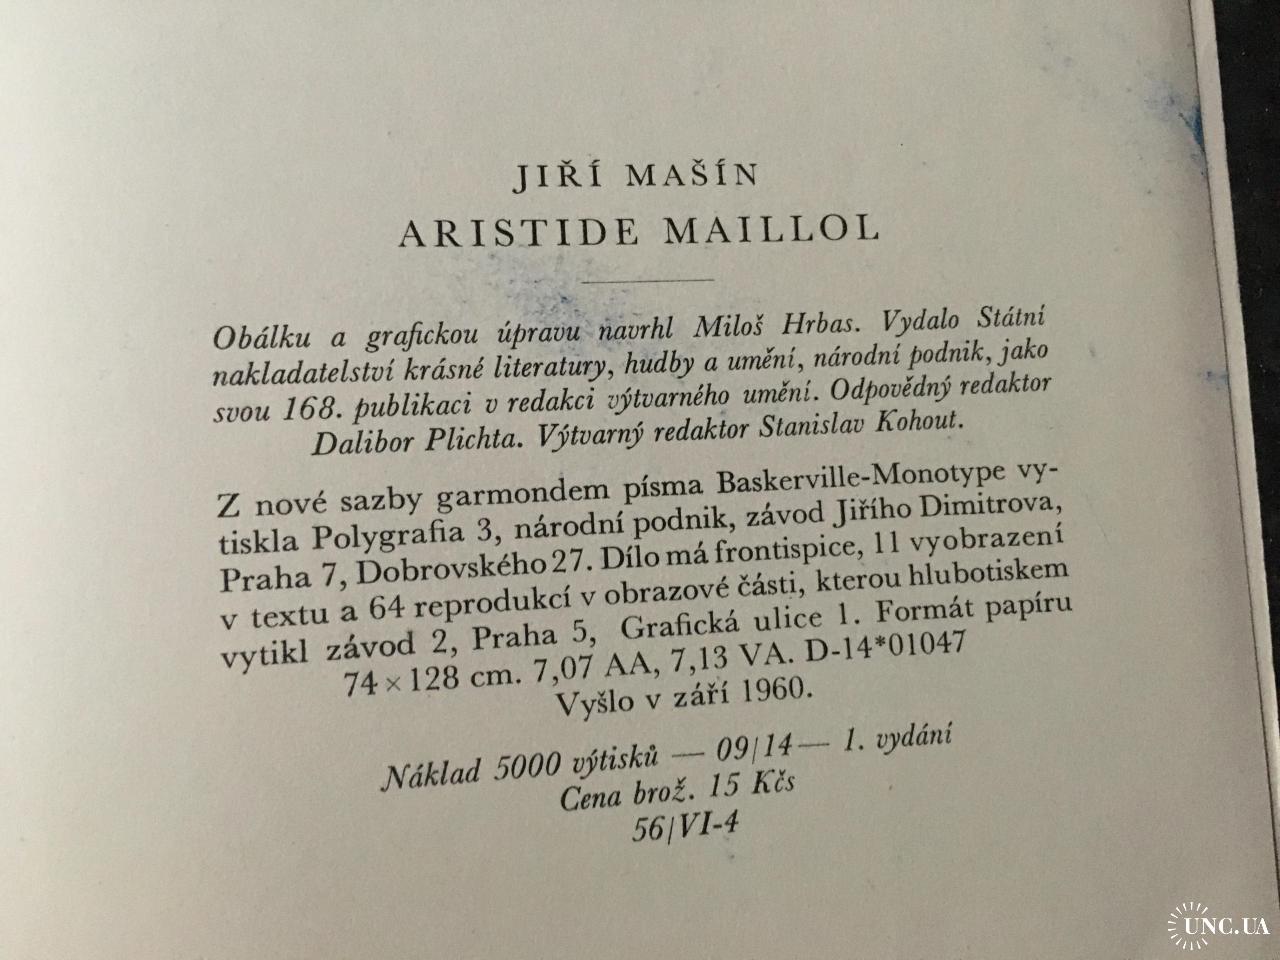 JIŘÍ MAŠÍN
ARISTIDE MAILLOL
Obálku a grafickou úpravu navrhl Miloš Hrbas. Vydalo Státní
nakladatelství krásné literatury, hudby a umění, národní podnik, jako
svou 168. publikaci v redakci výtvarného umění. Odpovědný redaktor
Dalibor Plichta. Výtvarný redaktor Stanislav Kohout.
Z nové sazby garmondem písma Baskerville-Monotype vy-
tiskla Polygrafia 3, národní podnik, závod Jiřího Dimitrova,
Praha 7, Dobrovského 27. Dílo má frontispice, 11 vyobrazení
v textu a 64 reprodukcí v obrazové části, kterou hlubotiskem
vytikl závod 2, Praha 5, Grafická ulice 1. Formát papíru
74 × 128 cm. 7,07 AA, 7,13 VA. D-14*01047
Vyšlo v září 1960.
Náklad 5000 výtisků — 09/14 — 1. vydání
Cena brož. 15 Kčs
56/VI-4
UNC.UA